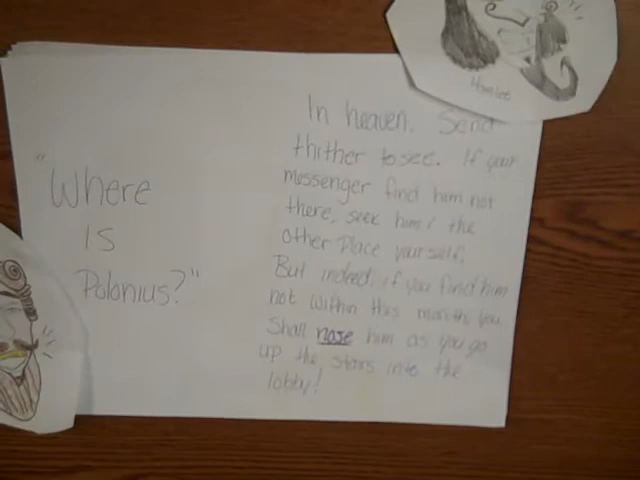 Hamlet
"Where
is
Polonius?"
In heaven. Send
thither to see. If your
messenger find him not
there, seek him i' the
other place yourself.
But indeed, if you find him
not within this month, you
Shall nose him as you go
up the stairs into the
lobby!